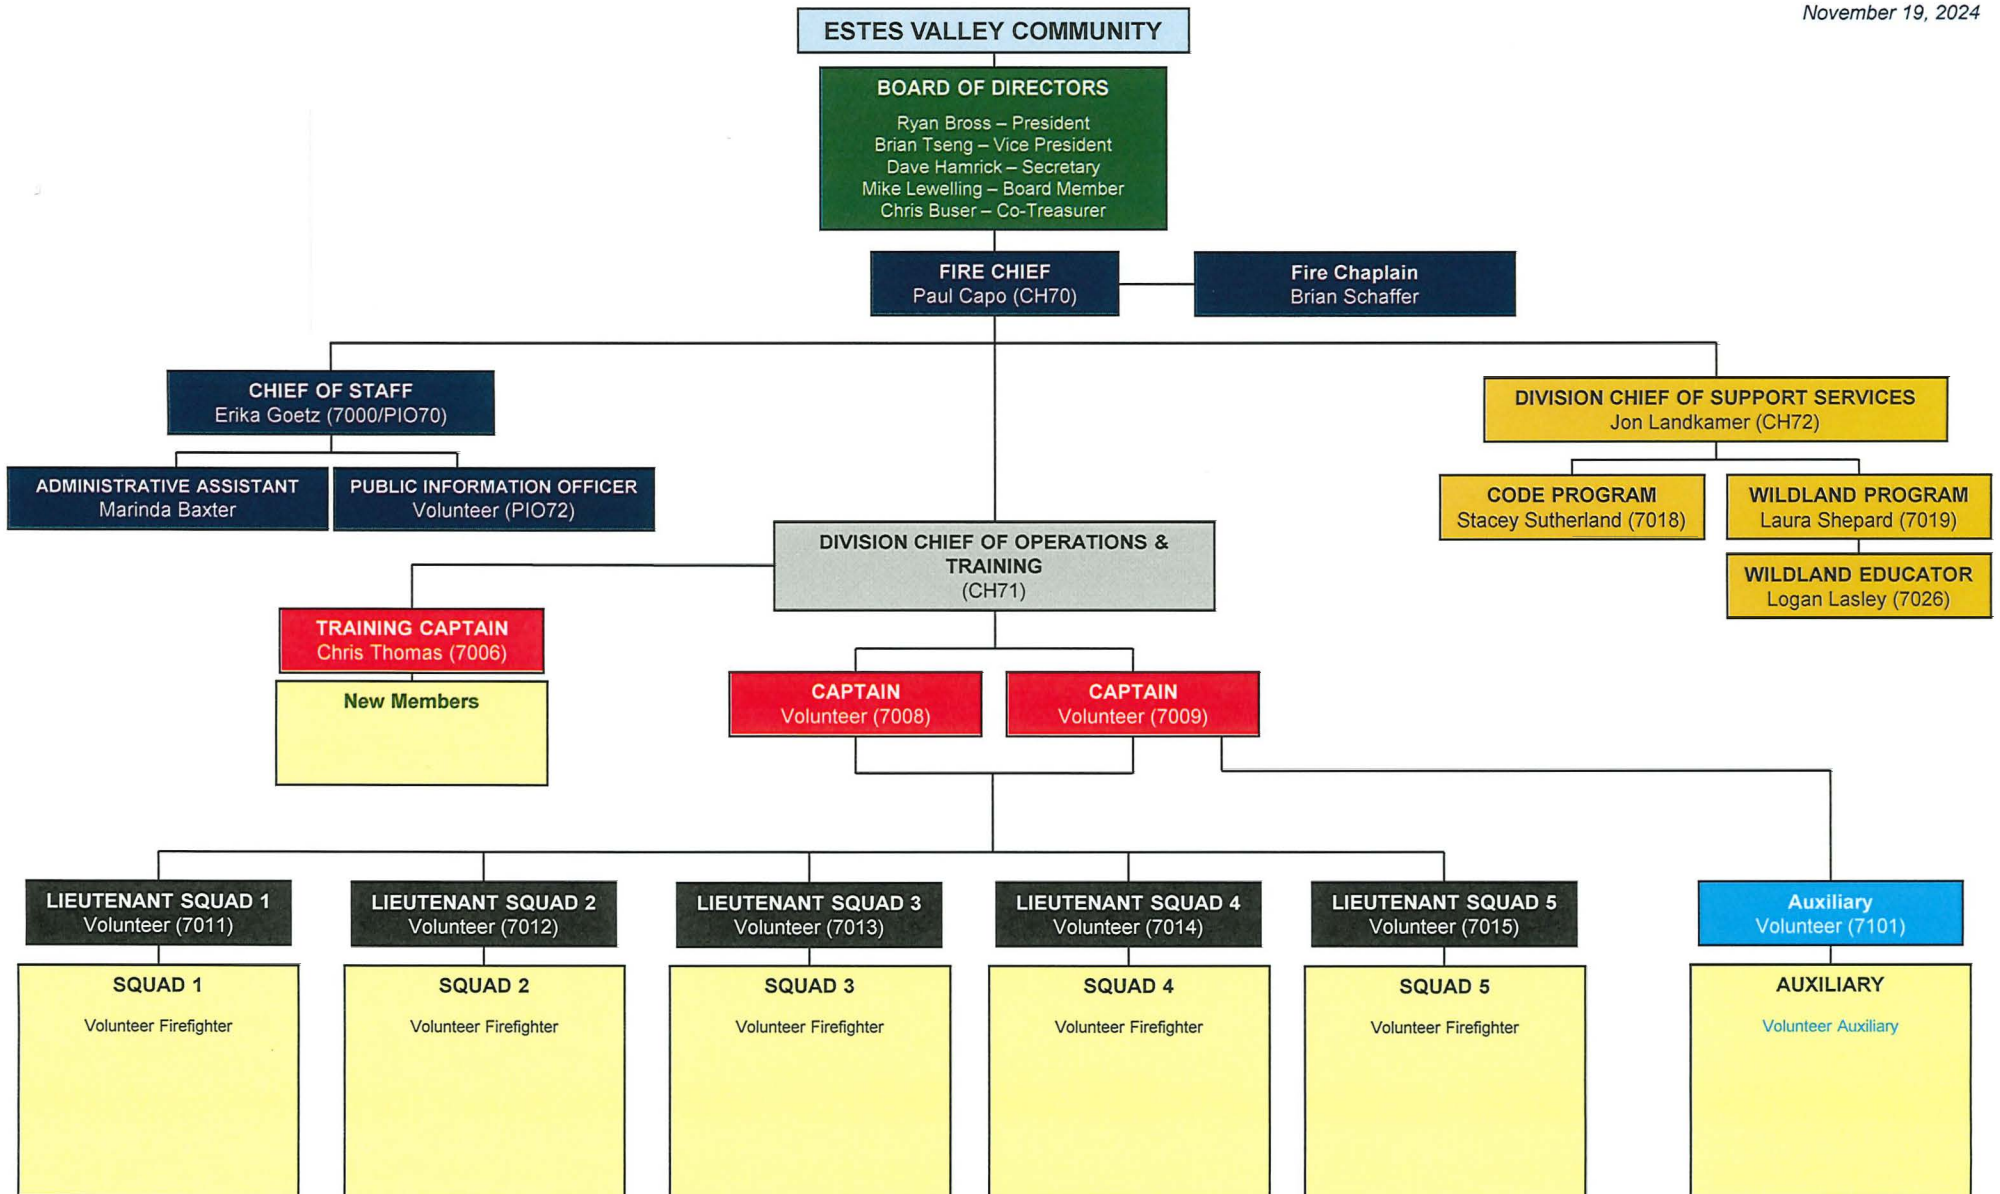 November 19, 2024
ESTES VALLEY COMMUNITY
BOARD OF DIRECTORS
Ryan Bross – President
Brian Tseng – Vice President
Dave Hamrick – Secretary
Mike Lewelling – Board Member
Chris Buser – Co-Treasurer
FIRE CHIEF
Paul Capo (CH70)
Fire Chaplain
Brian Schaffer
CHIEF OF STAFF
Erika Goetz (7000/PIO70)
DIVISION CHIEF OF SUPPORT SERVICES
Jon Landkamer (CH72)
ADMINISTRATIVE ASSISTANT
Marinda Baxter
PUBLIC INFORMATION OFFICER
Volunteer (PIO72)
CODE PROGRAM
Stacey Sutherland (7018)
WILDLAND PROGRAM
Laura Shepard (7019)
WILDLAND EDUCATOR
Logan Lasley (7026)
DIVISION CHIEF OF OPERATIONS &
TRAINING
(CH71)
TRAINING CAPTAIN
Chris Thomas (7006)
New Members
CAPTAIN
Volunteer (7008)
CAPTAIN
Volunteer (7009)
LIEUTENANT SQUAD 1
Volunteer (7011)
LIEUTENANT SQUAD 2
Volunteer (7012)
LIEUTENANT SQUAD 3
Volunteer (7013)
LIEUTENANT SQUAD 4
Volunteer (7014)
LIEUTENANT SQUAD 5
Volunteer (7015)
Auxiliary
Volunteer (7101)
SQUAD 1
Volunteer Firefighter
SQUAD 2
Volunteer Firefighter
SQUAD 3
Volunteer Firefighter
SQUAD 4
Volunteer Firefighter
SQUAD 5
Volunteer Firefighter
AUXILIARY
Volunteer Auxiliary